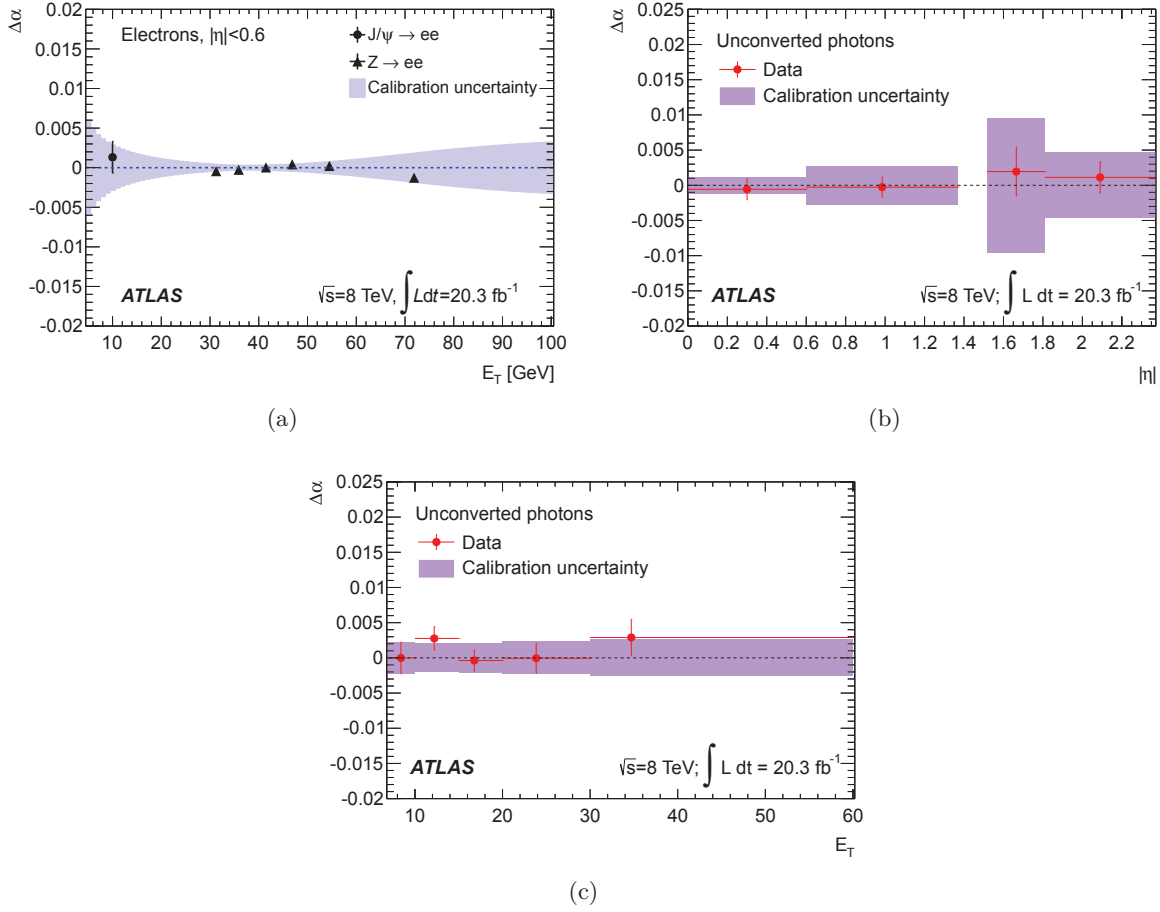 Δα
0.02
0.015
0.01
0.005
0
-0.005
-0.01
-0.015
-0.02
Electrons, |η|<0.6
J/ψ → ee
Z → ee
Calibration uncertainty
ATLAS
√s=8 TeV, ∫Ldt=20.3 fb⁻¹
10 20 30 40 50 60 70 80 90 100
E_T [GeV]
(a)
Δα
0.025
0.02
0.015
0.01
0.005
0
-0.005
-0.01
-0.015
-0.02
Unconverted photons
Data
Calibration uncertainty
ATLAS
√s=8 TeV; ∫ L dt = 20.3 fb⁻¹
0 0.2 0.4 0.6 0.8 1 1.2 1.4 1.6 1.8 2 2.2
|η|
(b)
Δα
0.025
0.02
0.015
0.01
0.005
0
-0.005
-0.01
-0.015
-0.02
Unconverted photons
Data
Calibration uncertainty
ATLAS
√s=8 TeV; ∫ L dt = 20.3 fb⁻¹
10 20 30 40 50 60
E_T
(c)